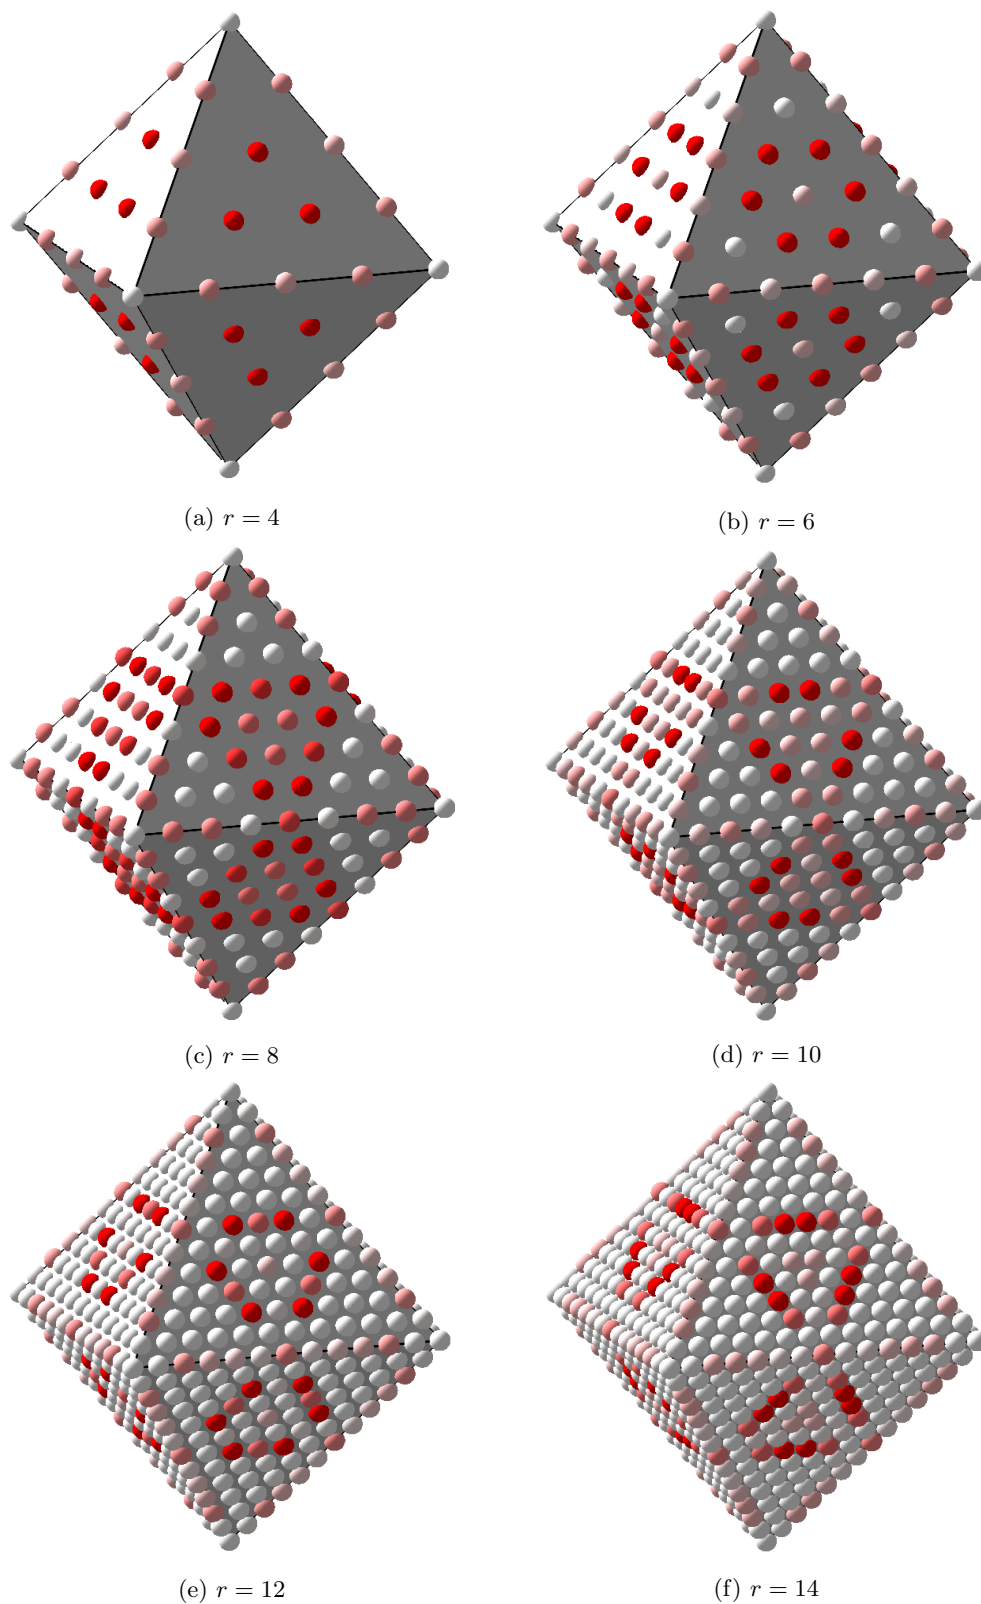 (a) r = 4
(b) r = 6
(c) r = 8
(d) r = 10
(e) r = 12
(f) r = 14